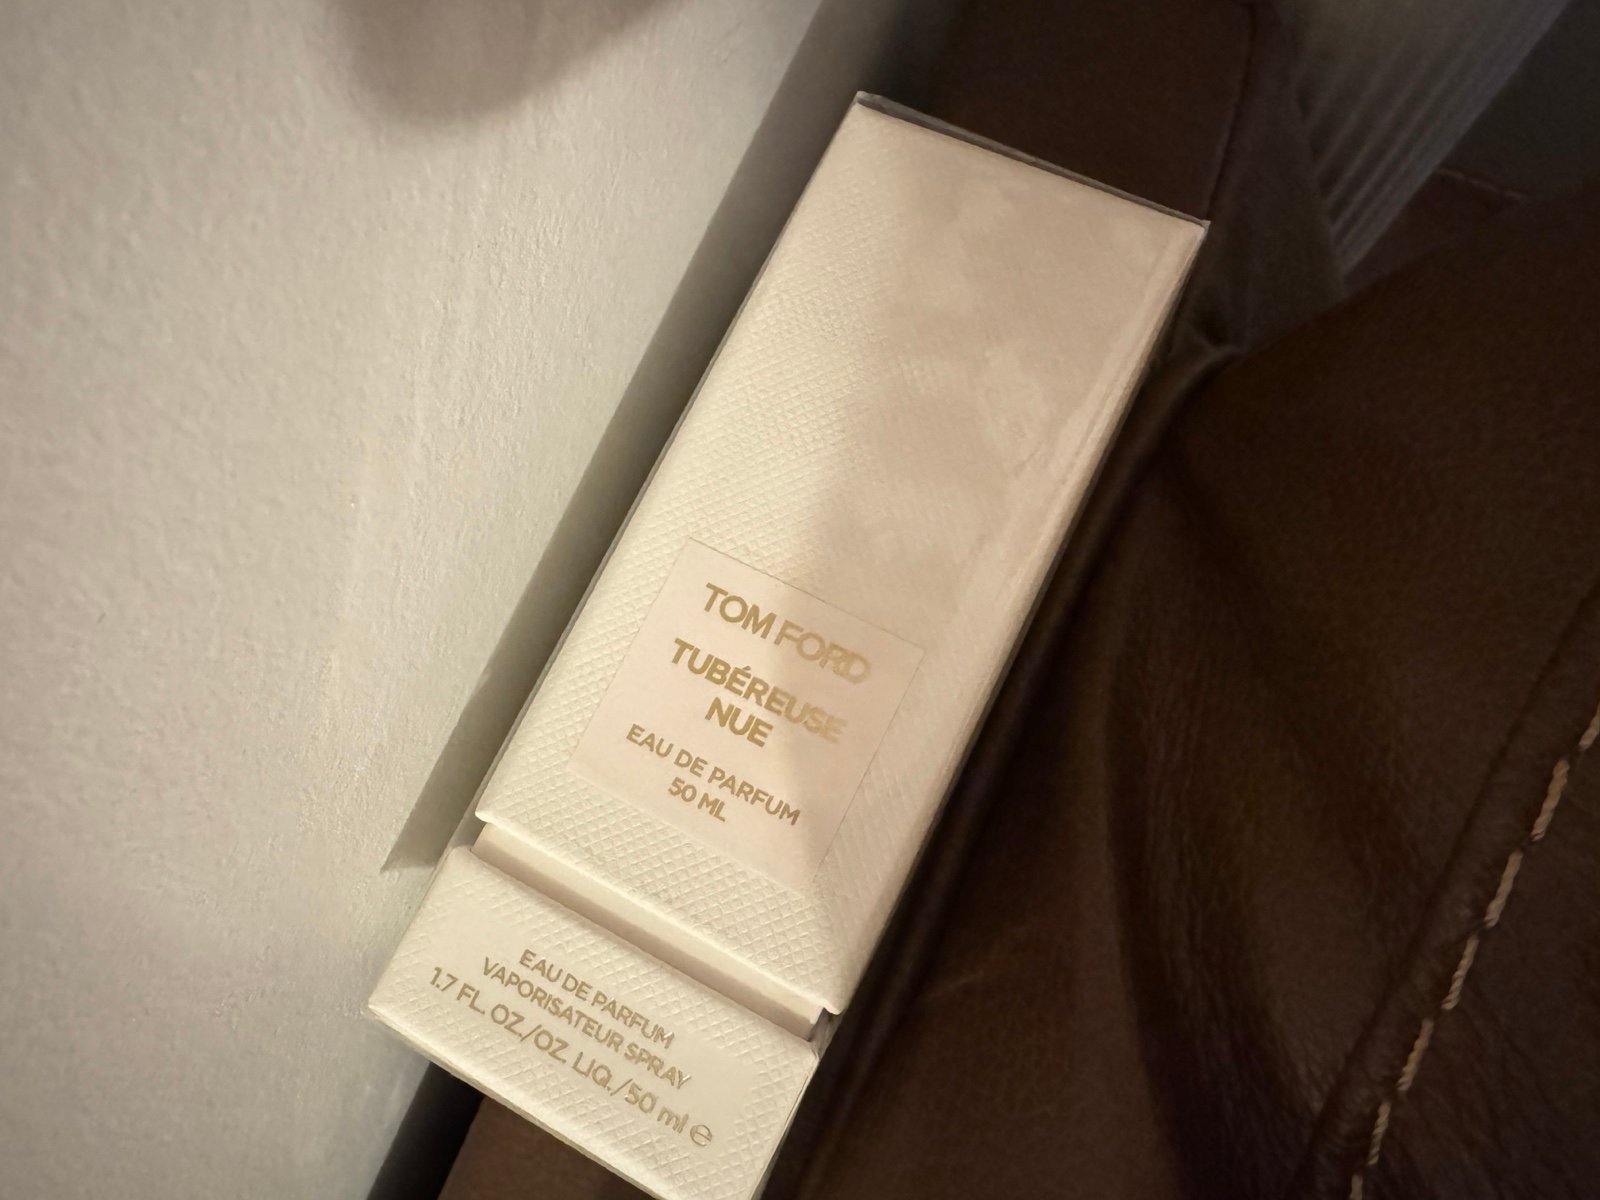 TOM FORD
TUBÉREUSE
NUE
EAU DE PARFUM
50 ML
EAU DE PARFUM
VAPORISATEUR SPRAY
1.7 FL. OZ./OZ. LIQ./50 ml ℮